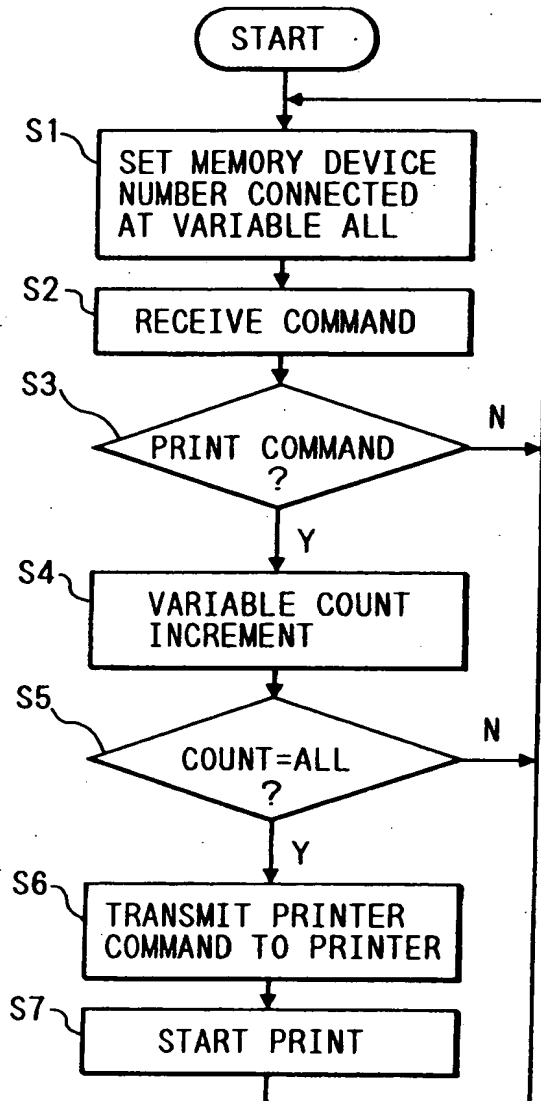 START
S1
SET MEMORY DEVICE
NUMBER CONNECTED
AT VARIABLE ALL
S2
RECEIVE COMMAND
S3
PRINT COMMAND
?
N
Y
S4
VARIABLE COUNT
INCREMENT
S5
COUNT=ALL
?
N
Y
S6
TRANSMIT PRINTER
COMMAND TO PRINTER
S7
START PRINT